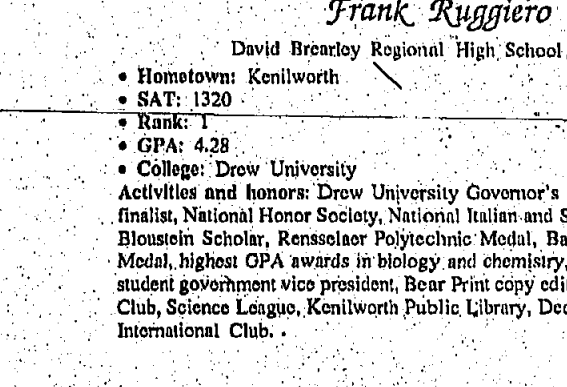 Frank Ruggiero
David Brearley Regional High School
• Hometown: Kenilworth
• SAT: 1320
• Rank: 1
• GPA: 4.28
• College: Drew University
Activities and honors: Drew University Governor's
finalist, National Honor Society, National Italian and S
Bloustein Scholar, Rensselaer Polytechnic Medal, Ba
Medal, highest GPA awards in biology and chemistry,
student government vice president, Bear Print copy edi
Club, Science League, Kenilworth Public Library, Dec
International Club.